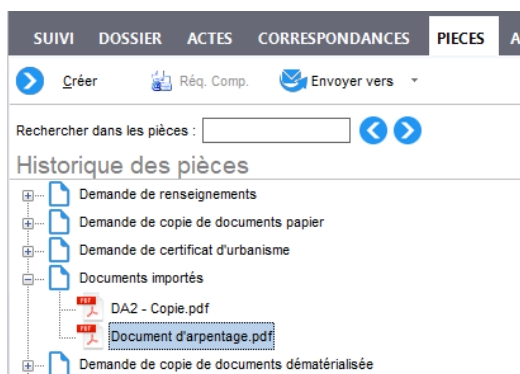 SUIVI DOSSIER ACTES CORRESPONDANCES PIECES A
Créer Réq. Comp. Envoyer vers
Rechercher dans les pièces :
Historique des pièces
Demande de renseignements
Demande de copie de documents papier
Demande de certificat d'urbanisme
Documents importés
PDF DA2 - Copie.pdf
PDF Document d'arpentage.pdf
Demande de copie de documents dématérialisée